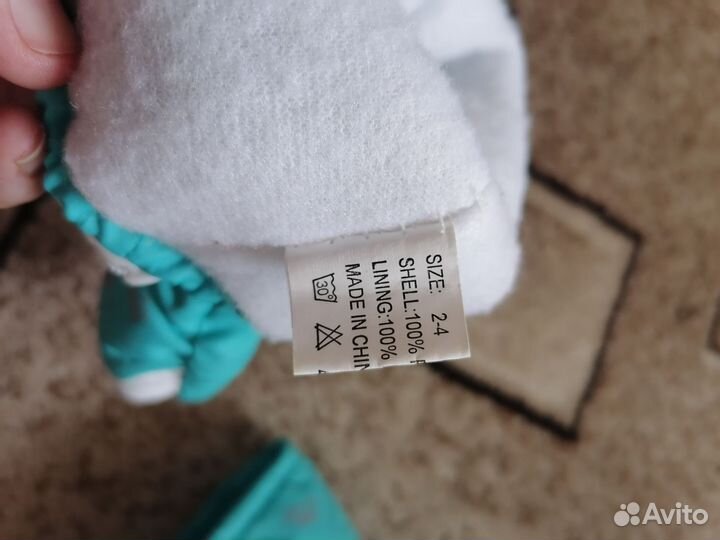 SIZE: 2-4
SHELL:100%
LINING:100%
MADE IN CHIN
30°
Avito